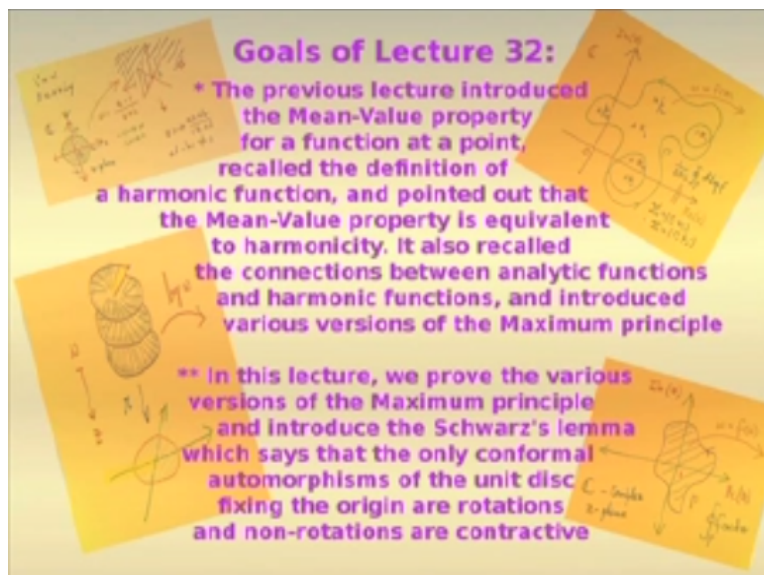 Goals of Lecture 32:
* The previous lecture introduced
the Mean-Value property
for a function at a point,
recalled the definition of
a harmonic function, and pointed out that
the Mean-Value property is equivalent
to harmonicity. It also recalled
the connections between analytic functions
and harmonic functions, and introduced
various versions of the Maximum principle
** In this lecture, we prove the various
versions of the Maximum principle
and introduce the Schwarz's lemma
which says that the only conformal
automorphisms of the unit disc
fixing the origin are rotations
and non-rotations are contractive